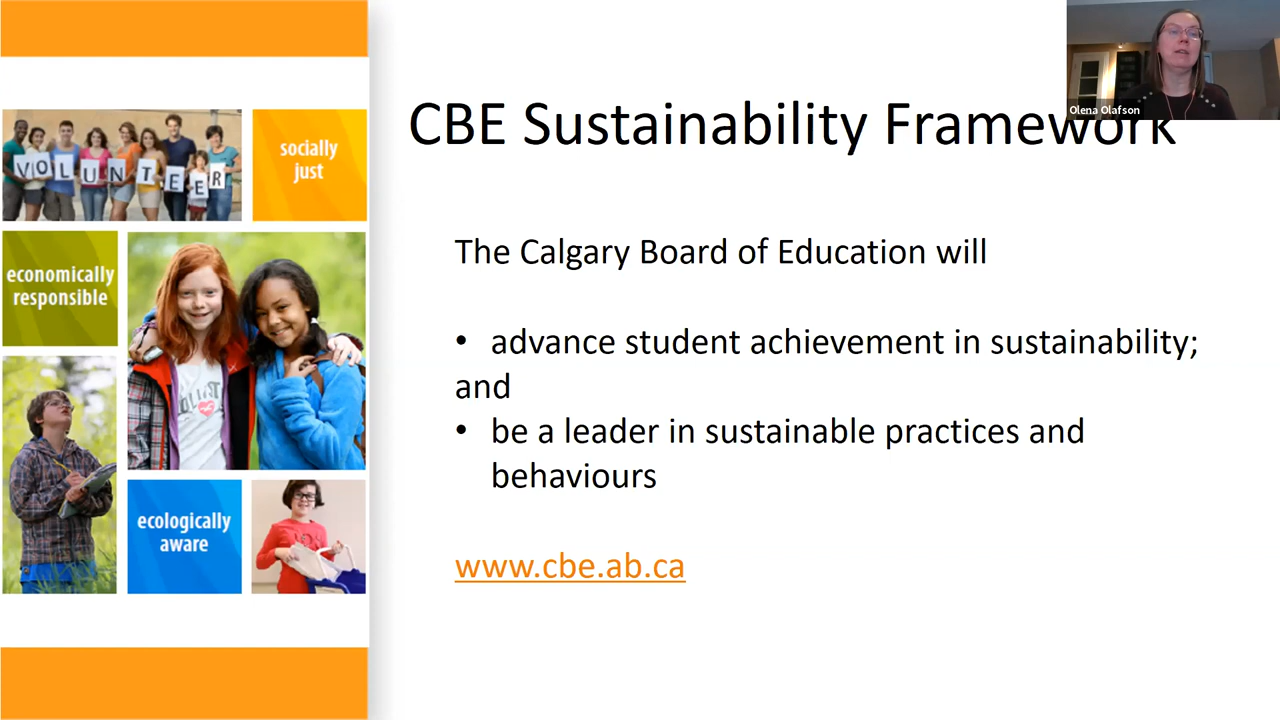 Olena Olafson
CBE Sustainability Framework
VOLUNTEER
socially
just
economically
responsible
ecologically
aware
The Calgary Board of Education will
• advance student achievement in sustainability;
and
• be a leader in sustainable practices and
behaviours
www.cbe.ab.ca